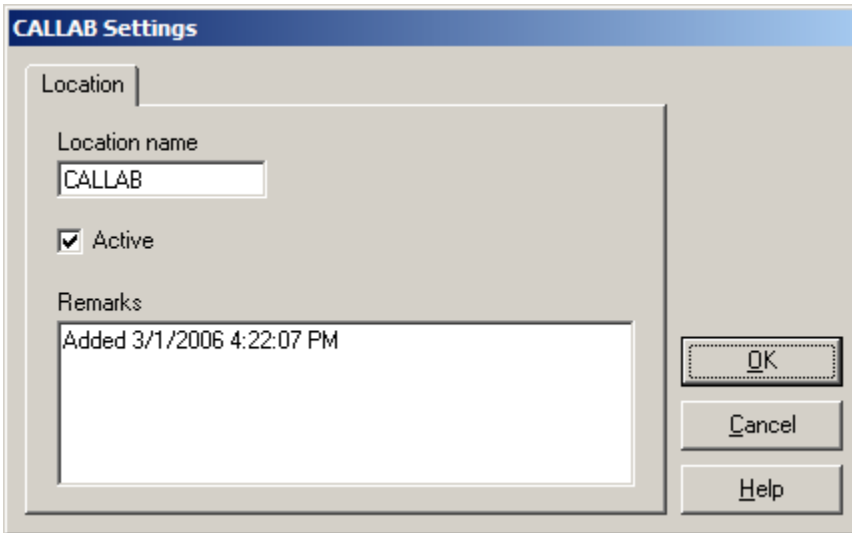 CALLAB Settings
Location
Location name
CALLAB
Active
Remarks
Added 3/1/2006 4:22:07 PM
OK
Cancel
Help